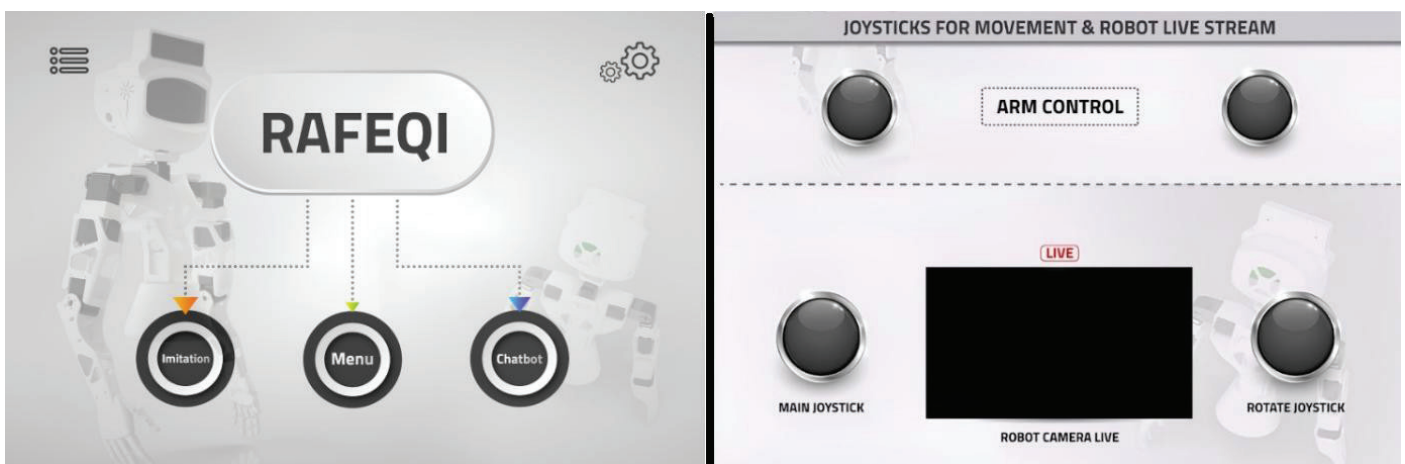 RAFEQI
Imitation
Menu
Chatbot
JOYSTICKS FOR MOVEMENT & ROBOT LIVE STREAM
ARM CONTROL
LIVE
MAIN JOYSTICK
ROTATE JOYSTICK
ROBOT CAMERA LIVE